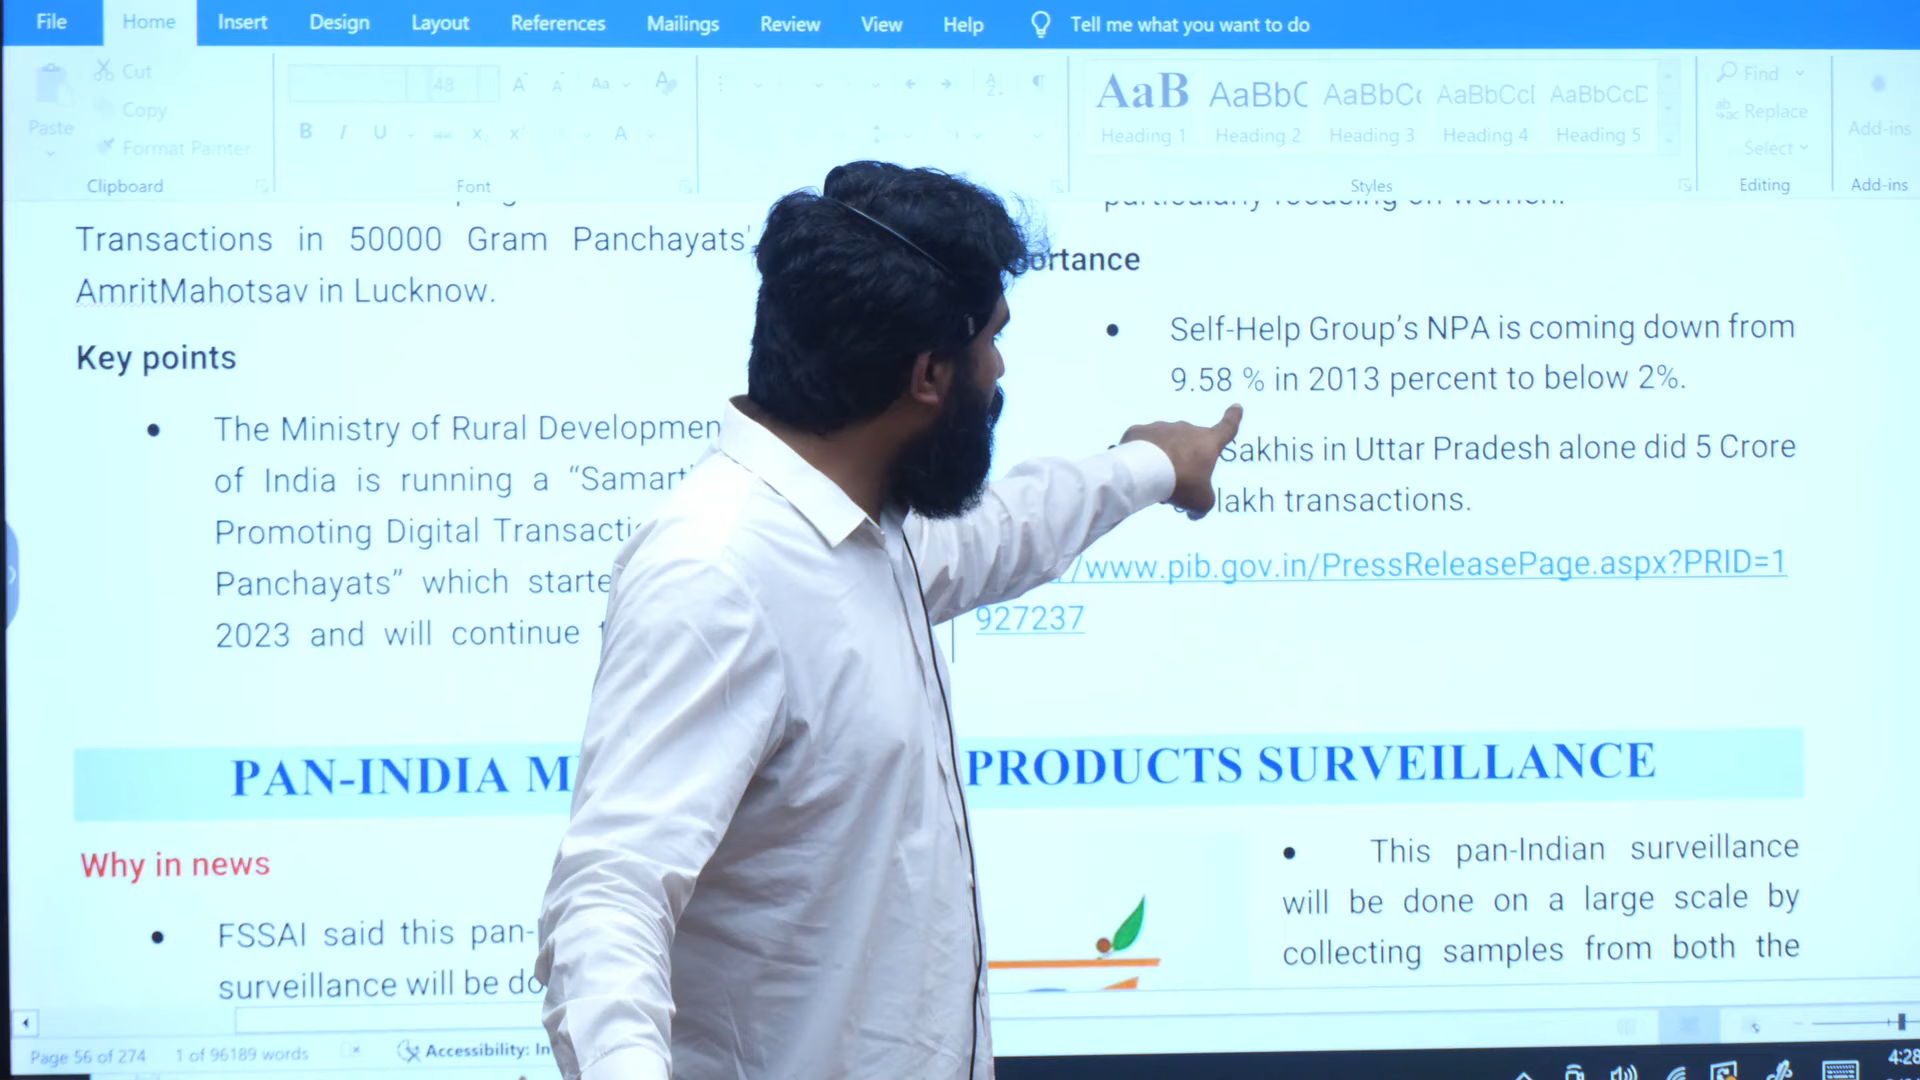 File Home Insert Design Layout References Mailings Review View Help Tell me what you want to do
Cut
Copy
Paste
Format Painter
Clipboard
48
Aa
B I U
A
Font
AaB AaBbC AaBbCc AaBbCcI AaBbCcD
Heading 1 Heading 2 Heading 3 Heading 4 Heading 5
Styles
Find
Replace
Select
Editing
Add-ins
Add-ins
Transactions in 50000 Gram Panchayats'
AmritMahotsav in Lucknow.
Key points
The Ministry of Rural Developmen
of India is running a “Samart
Promoting Digital Transacti
Panchayats” which starte
2023 and will continue
particularly focusing on women.
ortance
Self-Help Group’s NPA is coming down from
9.58 % in 2013 percent to below 2%.
Sakhis in Uttar Pradesh alone did 5 Crore
lakh transactions.
/www.pib.gov.in/PressReleasePage.aspx?PRID=1
927237
PAN-INDIA M PRODUCTS SURVEILLANCE
Why in news
FSSAI said this pan-
surveillance will be do
This pan-Indian surveillance
will be done on a large scale by
collecting samples from both the
Page 56 of 274 1 of 96189 words Accessibility: In
4:28